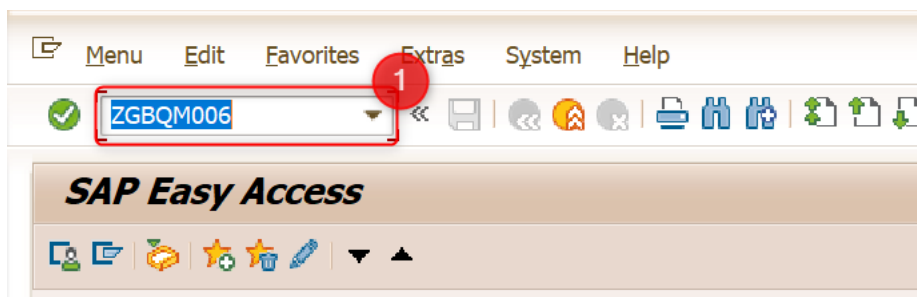 Menu Edit Favorites Extras System Help
1
ZGBQM006
SAP Easy Access